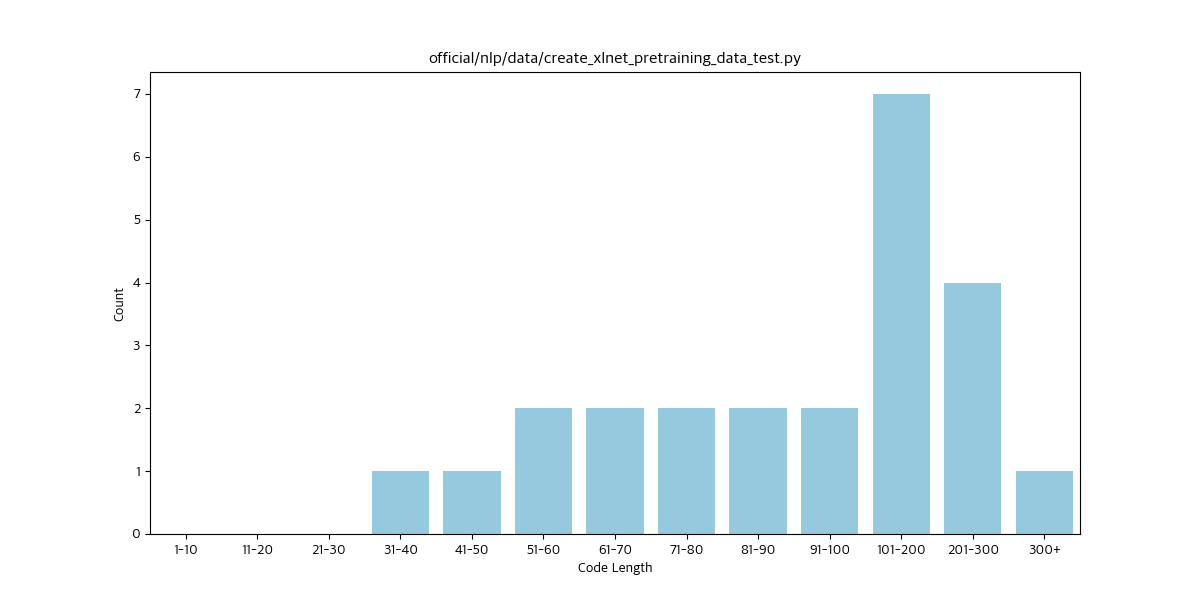 official/nlp/data/create_xlnet_pretraining_data_test.py
7
6
5
4
3
2
1
0
Count
1-10 11-20 21-30 31-40 41-50 51-60 61-70 71-80 81-90 91-100 101-200 201-300 300+
Code Length